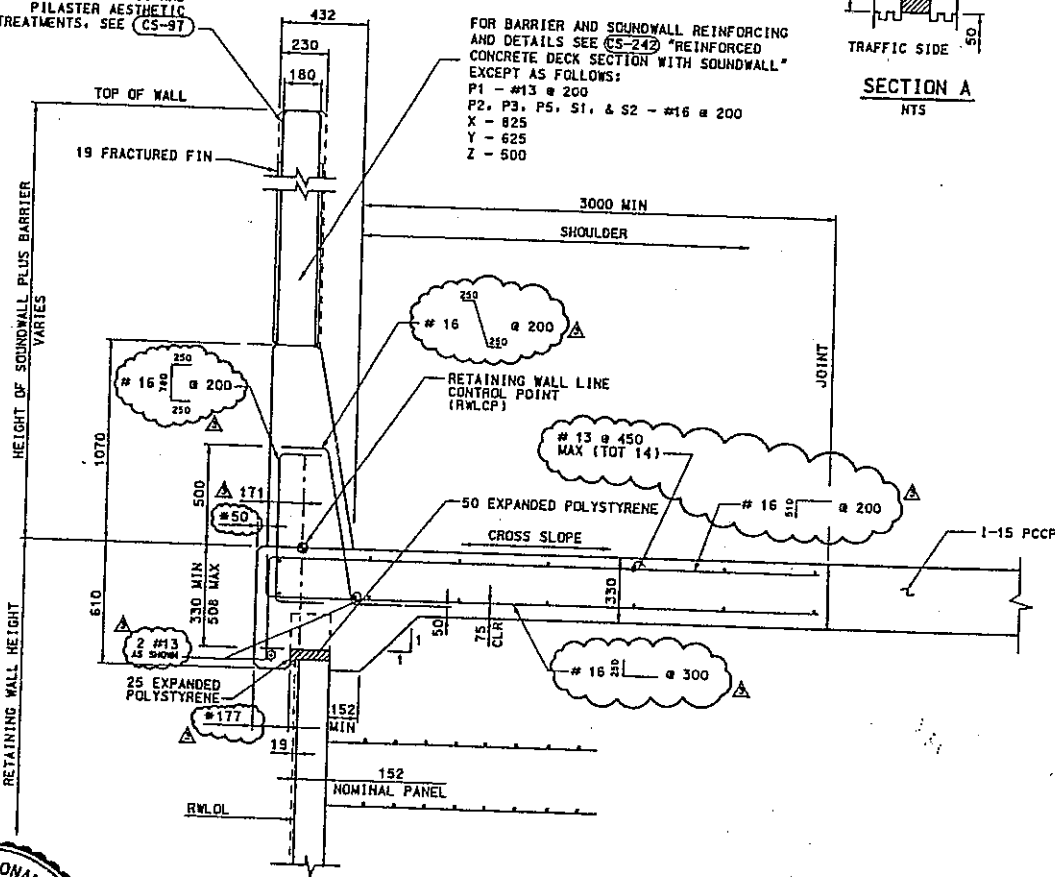 PILASTER AESTHETIC
TREATMENTS, SEE CS-97
432
230
180
FOR BARRIER AND SOUNDWALL REINFORCING
AND DETAILS SEE CS-242 "REINFORCED
CONCRETE DECK SECTION WITH SOUNDWALL"
EXCEPT AS FOLLOWS:
P1 - #13 @ 200
P2, P3, P5, S1, & S2 - #16 @ 200
X - 825
Y - 625
Z - 500
TRAFFIC SIDE
50
SECTION A
NTS
TOP OF WALL
19 FRACTURED FIN
3000 MIN
SHOULDER
HEIGHT OF SOUNDWALL PLUS BARRIER
VARIES
# 16 250 250 @ 200
# 16 250 780 250 @ 200
RETAINING WALL LINE
CONTROL POINT
(RWLCP)
JOINT
1070
# 13 @ 450
MAX (TOT 14)
# 16 510 @ 200
500
171
*50
50 EXPANDED POLYSTYRENE
CROSS SLOPE
I-15 PCCP
330 MIN
508 MAX
610
330
50
75
CLR
1
1
2 #13
AS SHOWN
# 16 250 @ 300
25 EXPANDED
POLYSTYRENE
*177
152
MIN
19
152
NOMINAL PANEL
RETAINING WALL HEIGHT
RWLOL